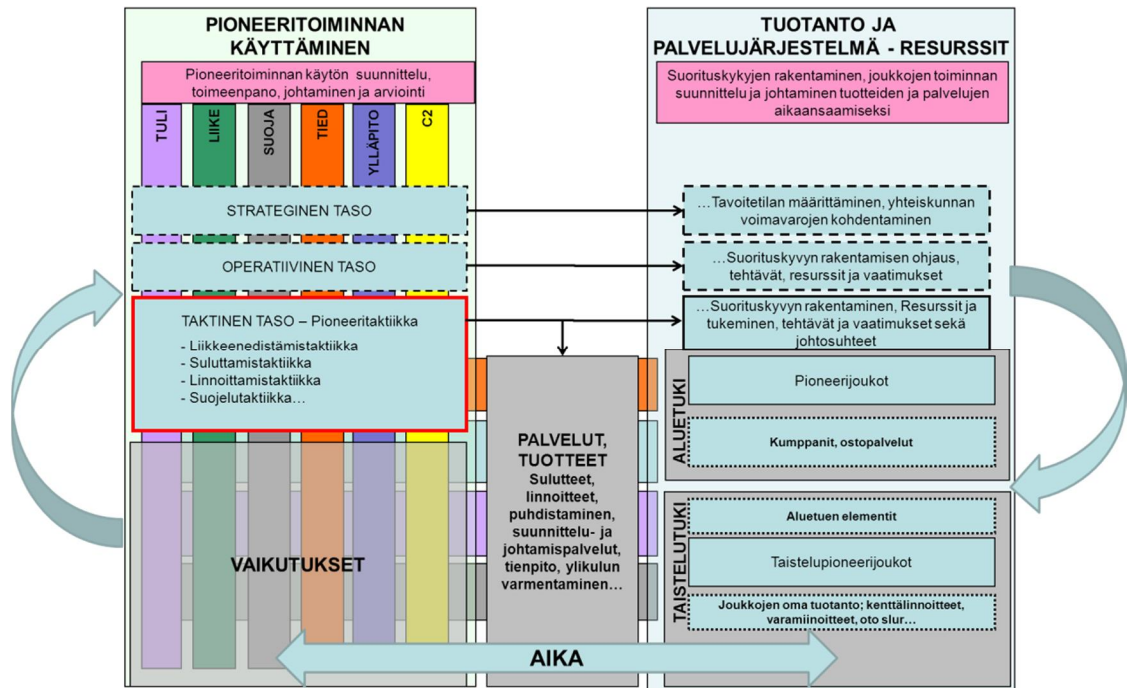 PIONEERITOIMINNAN
KÄYTTÄMINEN
Pioneeritoiminnan käytön suunnittelu,
toimeenpano, johtaminen ja arviointi
TULI
LIIKE
SUOJA
TIED
YLLÄPITO
C2
STRATEGINEN TASO
OPERATIIVINEN TASO
TAKTINEN TASO – Pioneeritaktiikka
- Liikkeenedistämistaktiikka
- Suluttamistaktiikka
- Linnoittamistaktiikka
- Suojelutaktiikka…
VAIKUTUKSET
PALVELUT,
TUOTTEET
Sulutteet,
linnoitteet,
puhdistaminen,
suunnittelu- ja
johtamispalvelut,
tienpito, ylikulun
varmentaminen…
TUOTANTO JA
PALVELUJÄRJESTELMÄ - RESURSSIT
Suorituskykyjen rakentaminen, joukkojen toiminnan
suunnittelu ja johtaminen tuotteiden ja palvelujen
aikaansaamiseksi
…Tavoitetilan määrittäminen, yhteiskunnan
voimavarojen kohdentaminen
…Suorituskyvyn rakentamisen ohjaus,
tehtävät, resurssit ja vaatimukset
…Suorituskyvyn rakentaminen, Resurssit ja
tukeminen, tehtävät ja vaatimukset sekä
johtosuhteet
ALUETUKI
Pioneerijoukot
Kumppanit, ostopalvelut
TAISTELUTUKI
Aluetuen elementit
Taistelupioneerijoukot
Joukkojen oma tuotanto; kenttälinnoitteet,
varamiinoitteet, oto slur…
AIKA